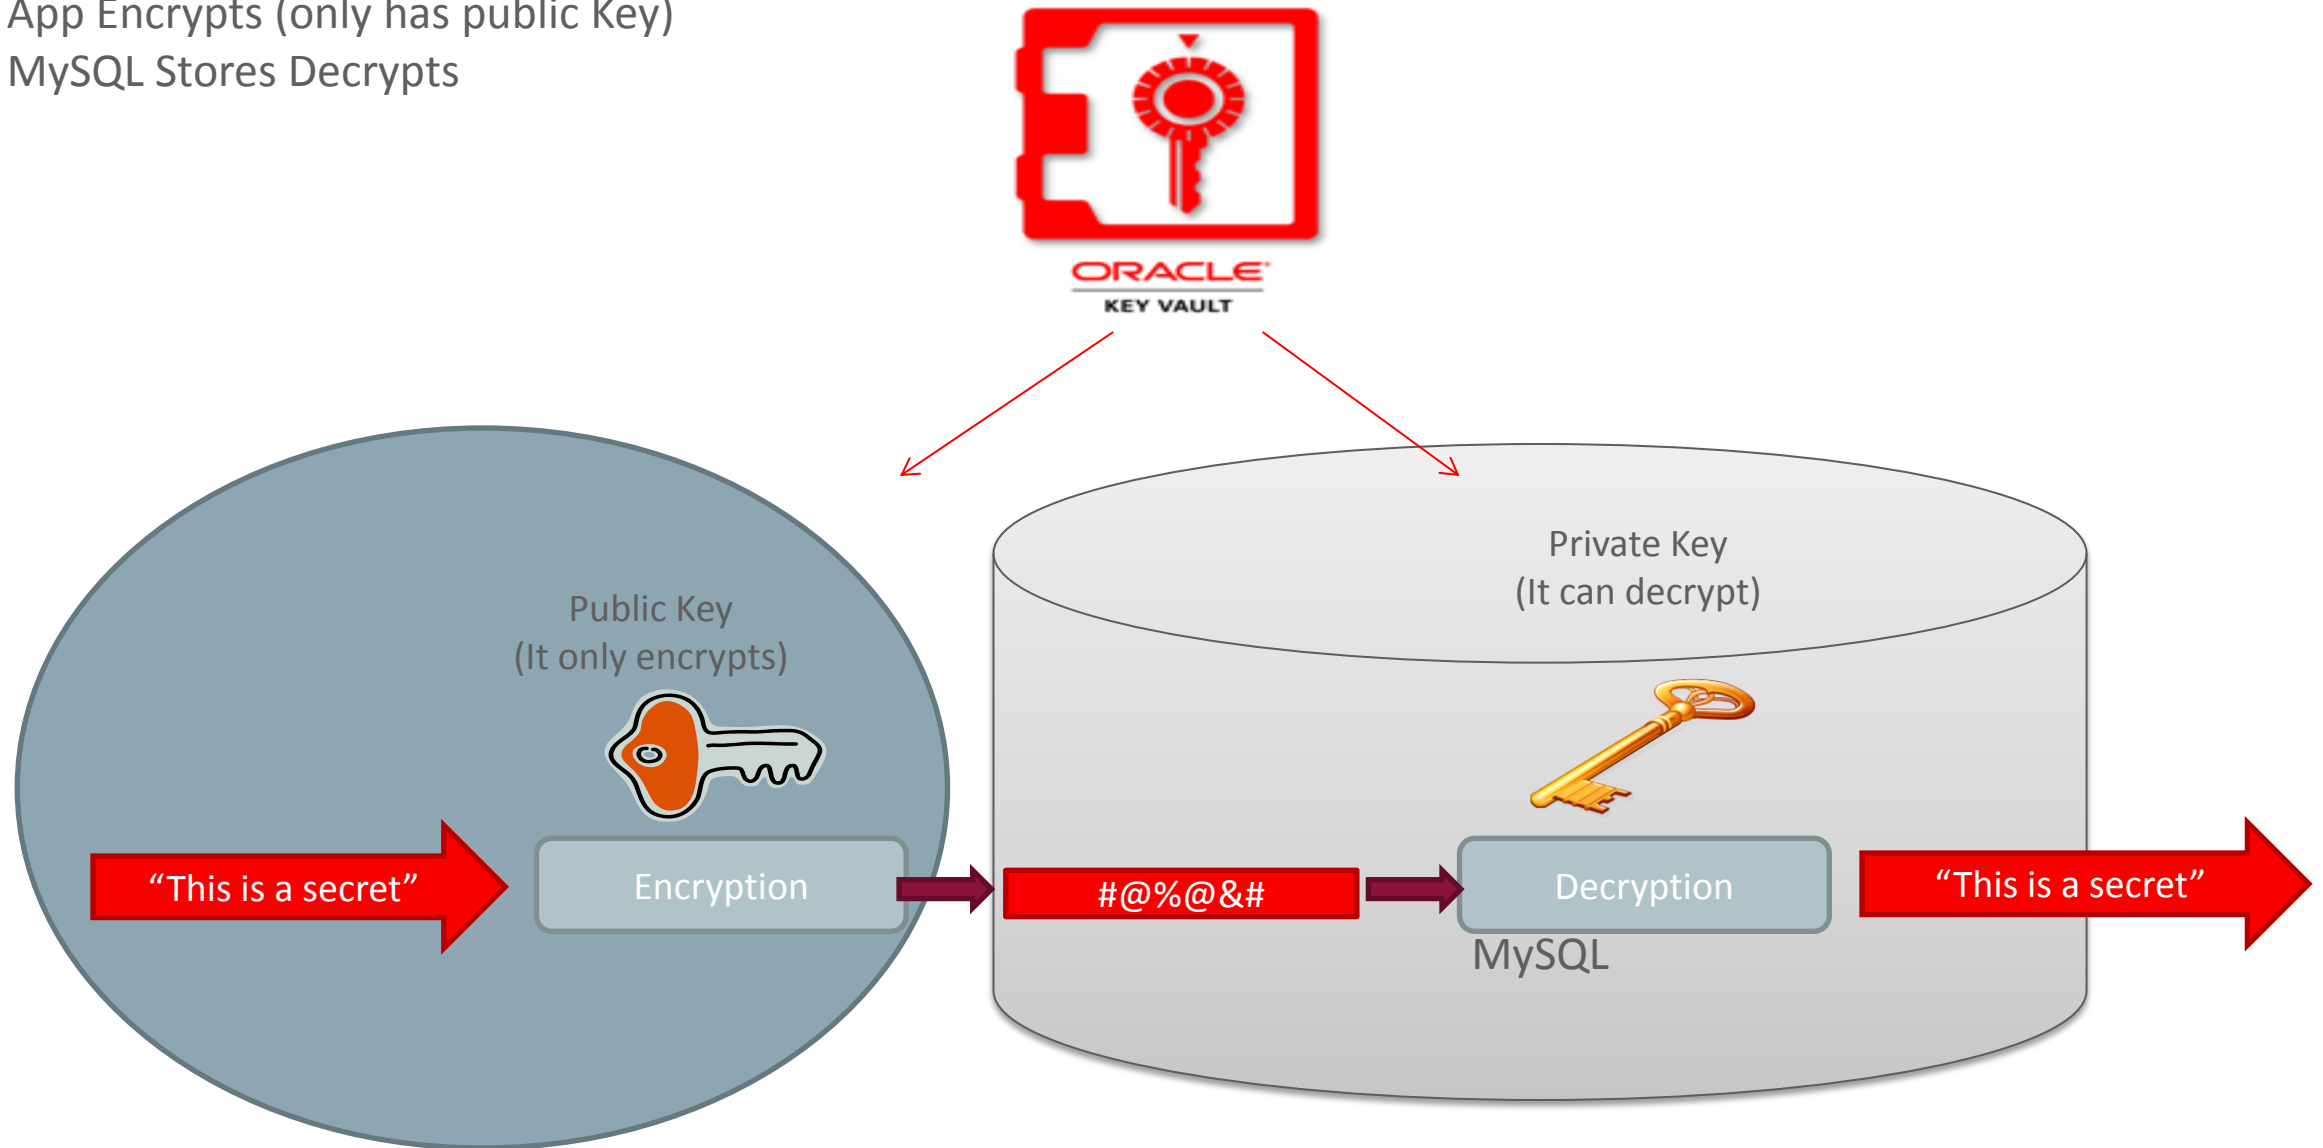 App Encrypts (only has public Key)
MySQL Stores Decrypts
ORACLE
KEY VAULT
Public Key
(It only encrypts)
Private Key
(It can decrypt)
“This is a secret”
Encryption
#@%@&#
Decryption
“This is a secret”
MySQL